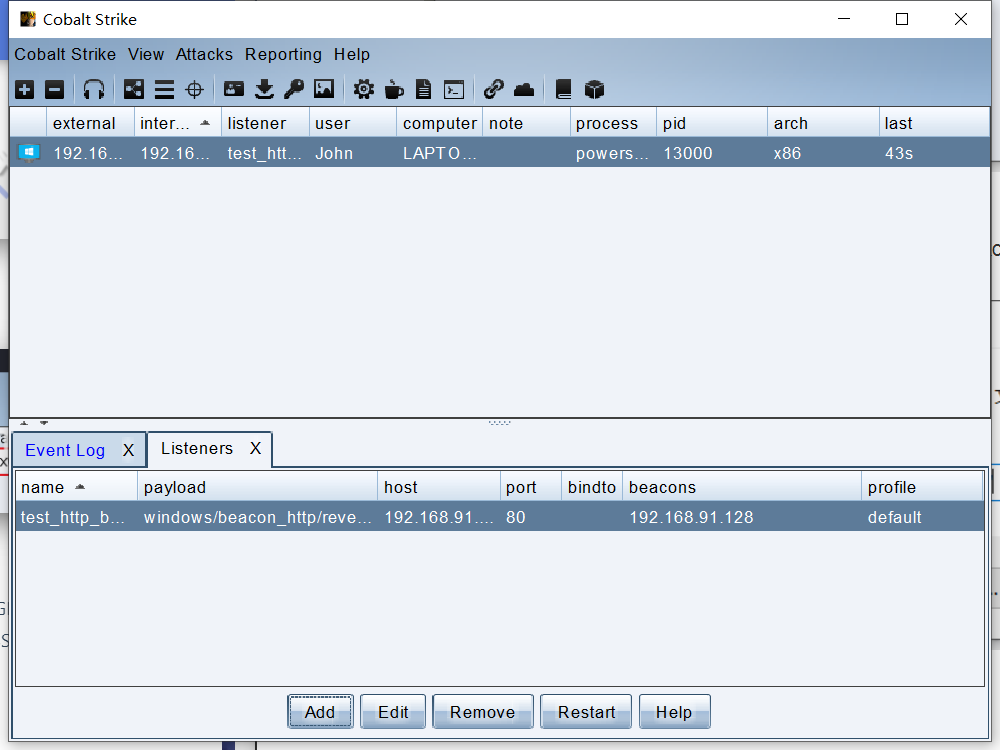 Cobalt Strike
Cobalt Strike View Attacks Reporting Help
external inter... listener user computer note process pid arch last
192.16... 192.16... test_htt... John LAPTO... powers... 13000 x86 43s
Event Log X Listeners X
name payload host port bindto beacons profile
test_http_b... windows/beacon_http/reve... 192.168.91.... 80 192.168.91.128 default
Add Edit Remove Restart Help